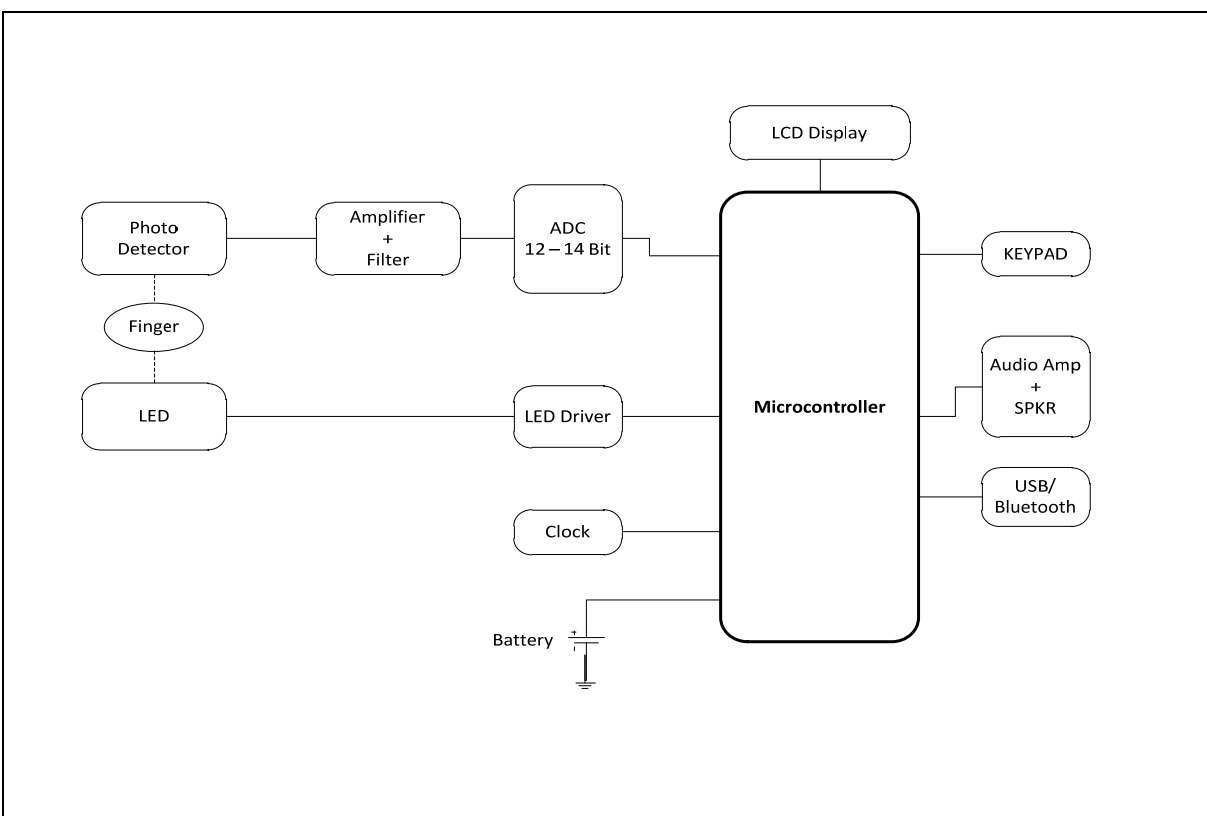 LCD Display
Photo
Detector
Amplifier
+
Filter
ADC
12 – 14 Bit
KEYPAD
Finger
LED
LED Driver
Microcontroller
Audio Amp
+
SPKR
USB/
Bluetooth
Clock
Battery
+
-